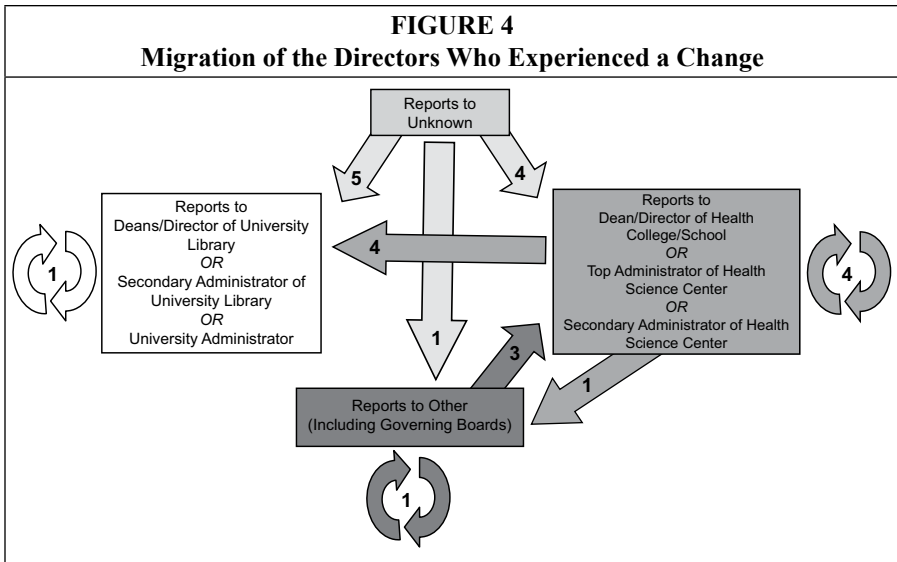 FIGURE 4
Migration of the Directors Who Experienced a Change
Reports to
Unknown
5
4
Reports to
Deans/Director of University
Library
OR
Secondary Administrator of
University Library
OR
University Administrator
1
4
Reports to
Dean/Director of Health
College/School
OR
Top Administrator of Health
Science Center
OR
Secondary Administrator of Health
Science Center
4
1
3
1
Reports to Other
(Including Governing Boards)
1